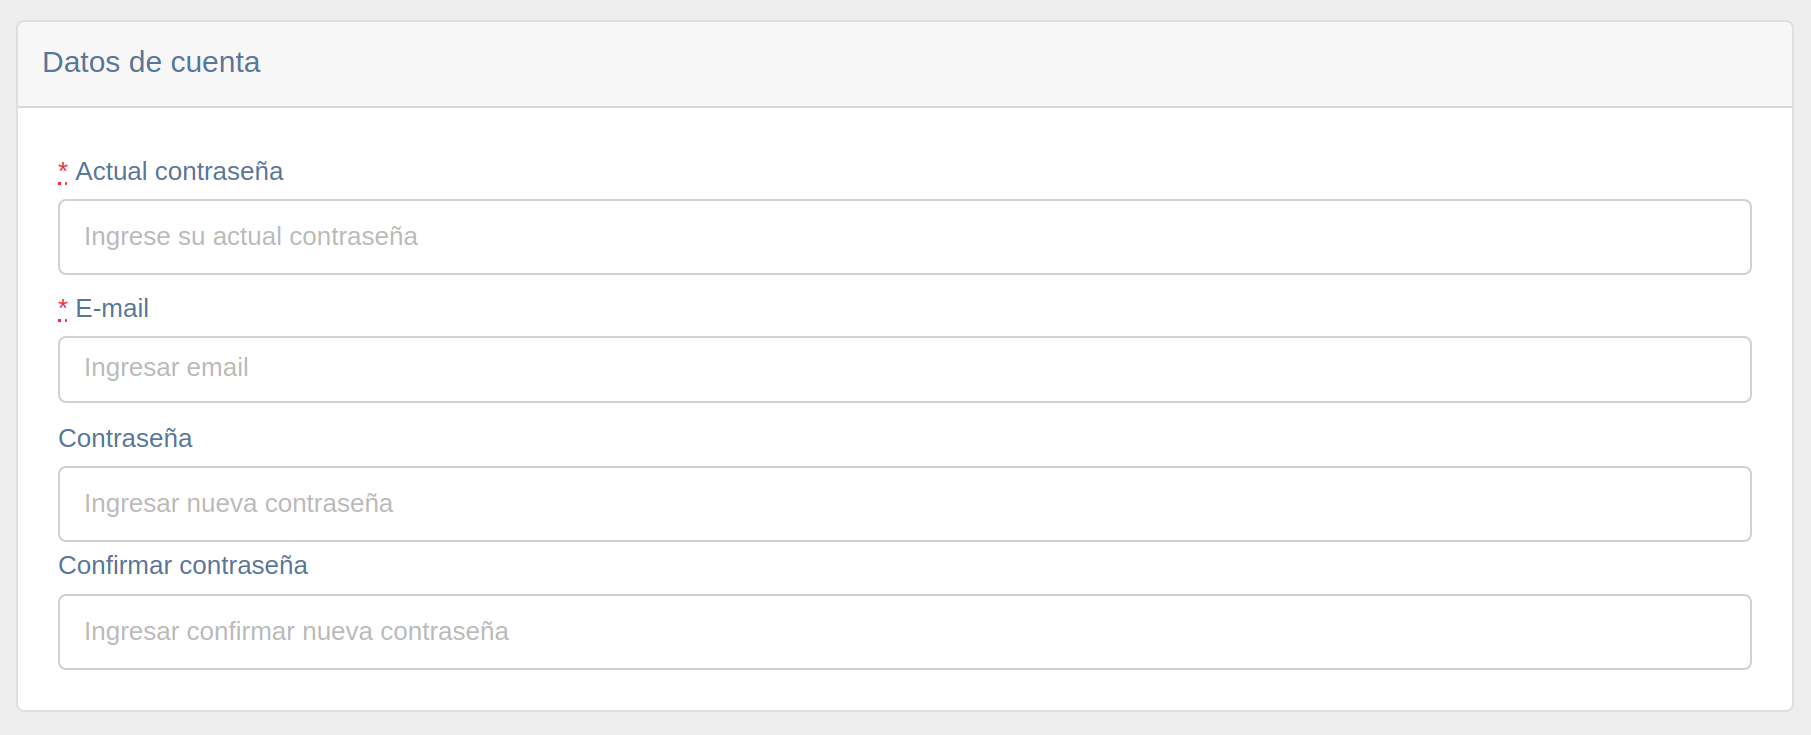 Datos de cuenta
* Actual contraseña
Ingrese su actual contraseña
* E-mail
Ingresar email
Contraseña
Ingresar nueva contraseña
Confirmar contraseña
Ingresar confirmar nueva contraseña